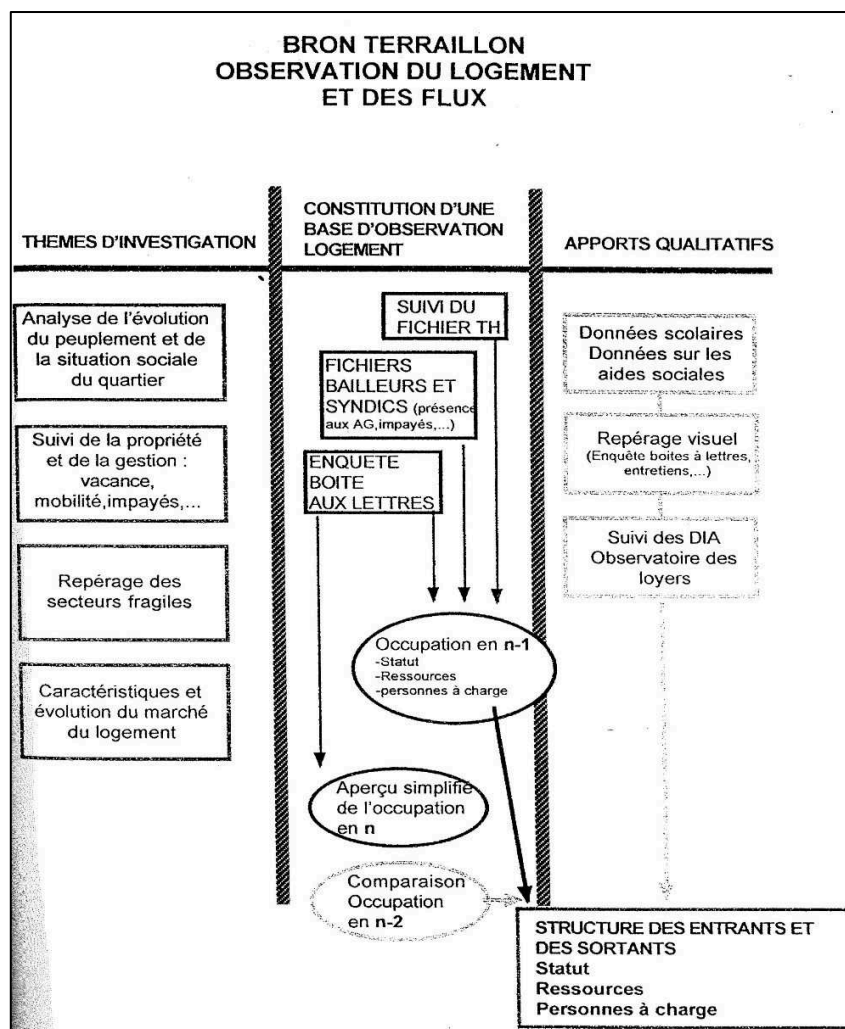 BRON TERRAILLON
OBSERVATION DU LOGEMENT
ET DES FLUX
THEMES D'INVESTIGATION
Analyse de l'évolution
du peuplement et de
la situation sociale
du quartier
Suivi de la propriété
et de la gestion :
vacance,
mobilité,impayés,...
Repérage des
secteurs fragiles
Caractéristiques et
évolution du marché
du logement
CONSTITUTION D'UNE
BASE D'OBSERVATION
LOGEMENT
SUIVI DU
FICHIER TH
FICHIERS
BAILLEURS ET
SYNDICS (présence
aux AG,impayés,...)
ENQUETE
BOITE
AUX LETTRES
Occupation en n-1
-Statut
-Ressources
-personnes à charge
Aperçu simplifié
de l'occupation
en n
Comparaison
Occupation
en n-2
APPORTS QUALITATIFS
Données scolaires
Données sur les
aides sociales
Repérage visuel
(Enquête boites à lettres,
entretiens,...)
Suivi des DIA
Observatoire des
loyers
STRUCTURE DES ENTRANTS ET
DES SORTANTS
Statut
Ressources
Personnes à charge